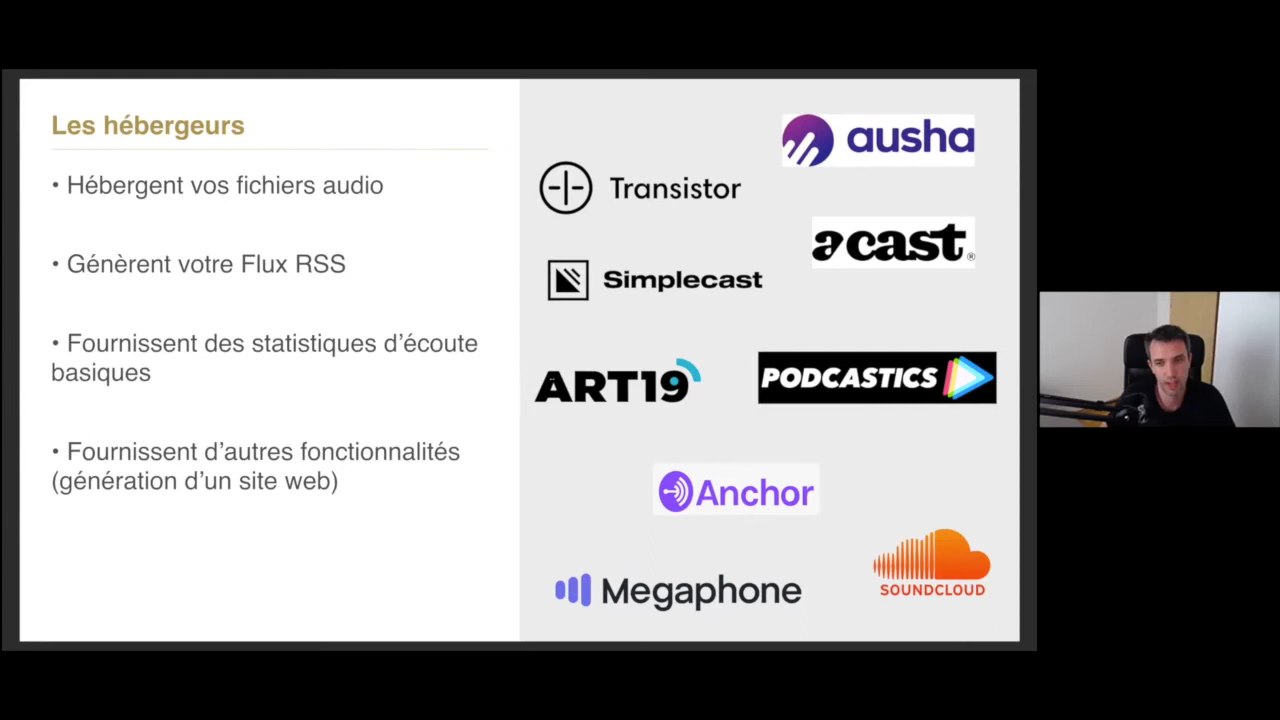 Les hébergeurs
• Hébergent vos fichiers audio
• Génèrent votre Flux RSS
• Fournissent des statistiques d’écoute
basiques
• Fournissent d’autres fonctionnalités
(génération d’un site web)
ausha
Transistor
acast®
Simplecast
ART19
PODCASTICS
Anchor
Megaphone
SOUNDCLOUD